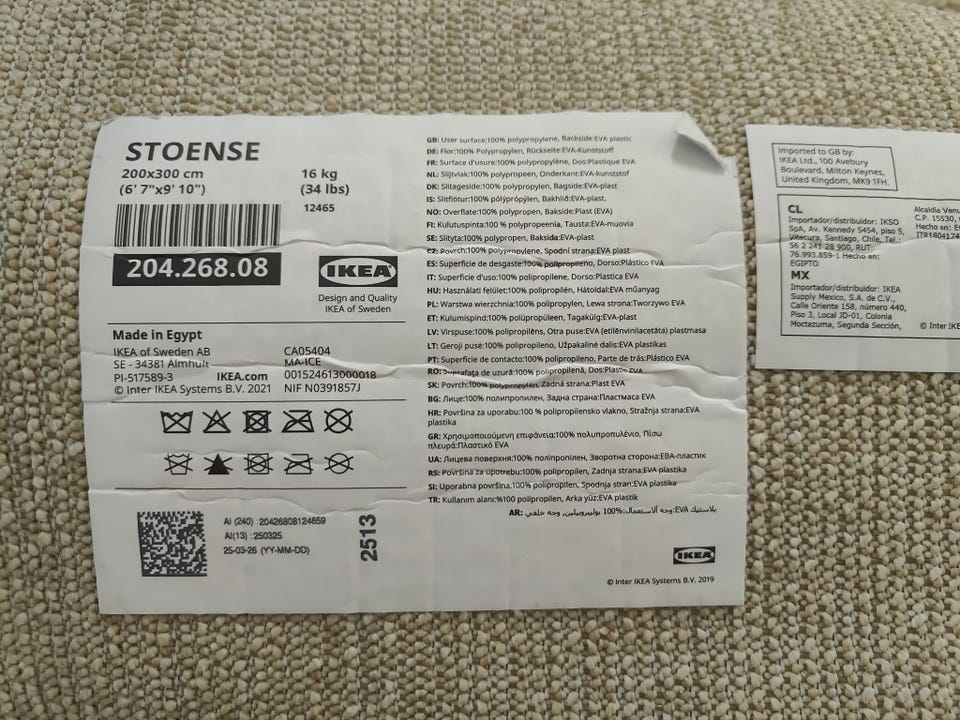 STOENSE
200x300 cm
(6' 7"x9' 10")
16 kg
(34 lbs)
12465
204.268.08
IKEA
Design and Quality
IKEA of Sweden
Made in Egypt
IKEA of Sweden AB
SE - 34381 Älmhult
PI-517589-3 IKEA.com
© Inter IKEA Systems B.V. 2021
CA05404
MA-ICE
001524613000018
NIF N0391857J
AI (240) : 20426808124659
AI(13) : 250325
25-03-26 (YY-MM-DD)
2513
GB: User surface:100% polypropylene, Backside:EVA plastic
DE: Flor:100% Polypropylen, Rückseite:EVA-Kunststoff
FR: Surface d'usure:100% polypropylène, Dos:Plastique EVA
NL: Slijtvlak:100% polypropeen, Onderkant:EVA-kunststof
DK: Slitageside:100% Polypropylen, Bagside:EVA-plast
IS: Slitflötur:100% pólýprópýlen, Bakhlið:EVA-plast.
NO: Overflate:100% polypropen, Bakside:Plast (EVA)
FI: Kulutuspinta:100% polypropeenia, Tausta:EVA-muovia
SE: Slityta:100% polypropen, Baksida:EVA-plast
CZ: Povrch:100% polypropylen, Spodní strana:EVA plast
ES: Superficie de desgaste:100% polipropileno, Dorso:Plástico EVA
IT: Superficie d'uso:100% polipropilene, Dorso:Plastica EVA
HU: Használati felület:100% polipropilén, Hátoldal:EVA műanyag
PL: Warstwa wierzchnia:100% polipropylen, Lewa strona:Tworzywo EVA
ET: Kulumispind:100% polüpropüleen, Tagakülg:EVA-plast
LV: Virspuse:100% polipropilēns, Otra puse:EVA (etilēnvinilacetāta) plastmasa
LT: Geroji pusė:100% polipropilenas, Užpakalinė dalis:EVA plastikas
PT: Superfície de contacto:100% polipropileno, Parte de trás:Plástico EVA
RO: Suprafaţa de uzură:100% polipropilenă, Dos:Plastic EVA
SK: Povrch:100% polypropylén, Zadná strana:Plast EVA
BG: Лице:100% полипропилен, Задна страна:Пластмаса EVA
HR: Površina za uporabu:100 % polipropilensko vlakno, Stražnja strana:EVA
plastika
GR: Χρησιμοποιούμενη επιφάνεια:100% πολυπροπυλένιο, Πίσω
πλευρά:Πλαστικό EVA
UA: Лицева поверхня:100% поліпропілен, Зворотна сторона:ЕВА-пластик
RS: Površina za upotrebu:100% polipropilen, Zadnja strana:EVA plastika
SI: Uporabna površina:100% polipropilen, Spodnja stran:EVA plastika
TR: Kullanım alanı:%100 polipropilen, Arka yüz:EVA plastik
AR: وجه الاستعمال:%100 بوليبروبيلين، وجه خلفي :EVA بلاستيك
IKEA
© Inter IKEA Systems B.V. 2019
Imported to GB by:
IKEA Ltd., 100 Avebury
Boulevard, Milton Keynes,
United Kingdom, MK9 1FH.
CL
Importador/distribuidor: IKSO
SpA, Av. Kennedy 5454, piso 5,
Vitacura, Santiago, Chile, Tel.:
56 2 241 28 900, RUT:
76.993.859-1 Hecho en:
EGIPTO
MX
Importador/distribuidor: IKEA
Supply Mexico, S.A. de C.V.,
Calle Oriente 158, número 440,
Piso 3, Local JD-01, Colonia
Moctezuma, Segunda Sección,
Alcaldía
C.P. 15530,
Hecho en:
© Inter